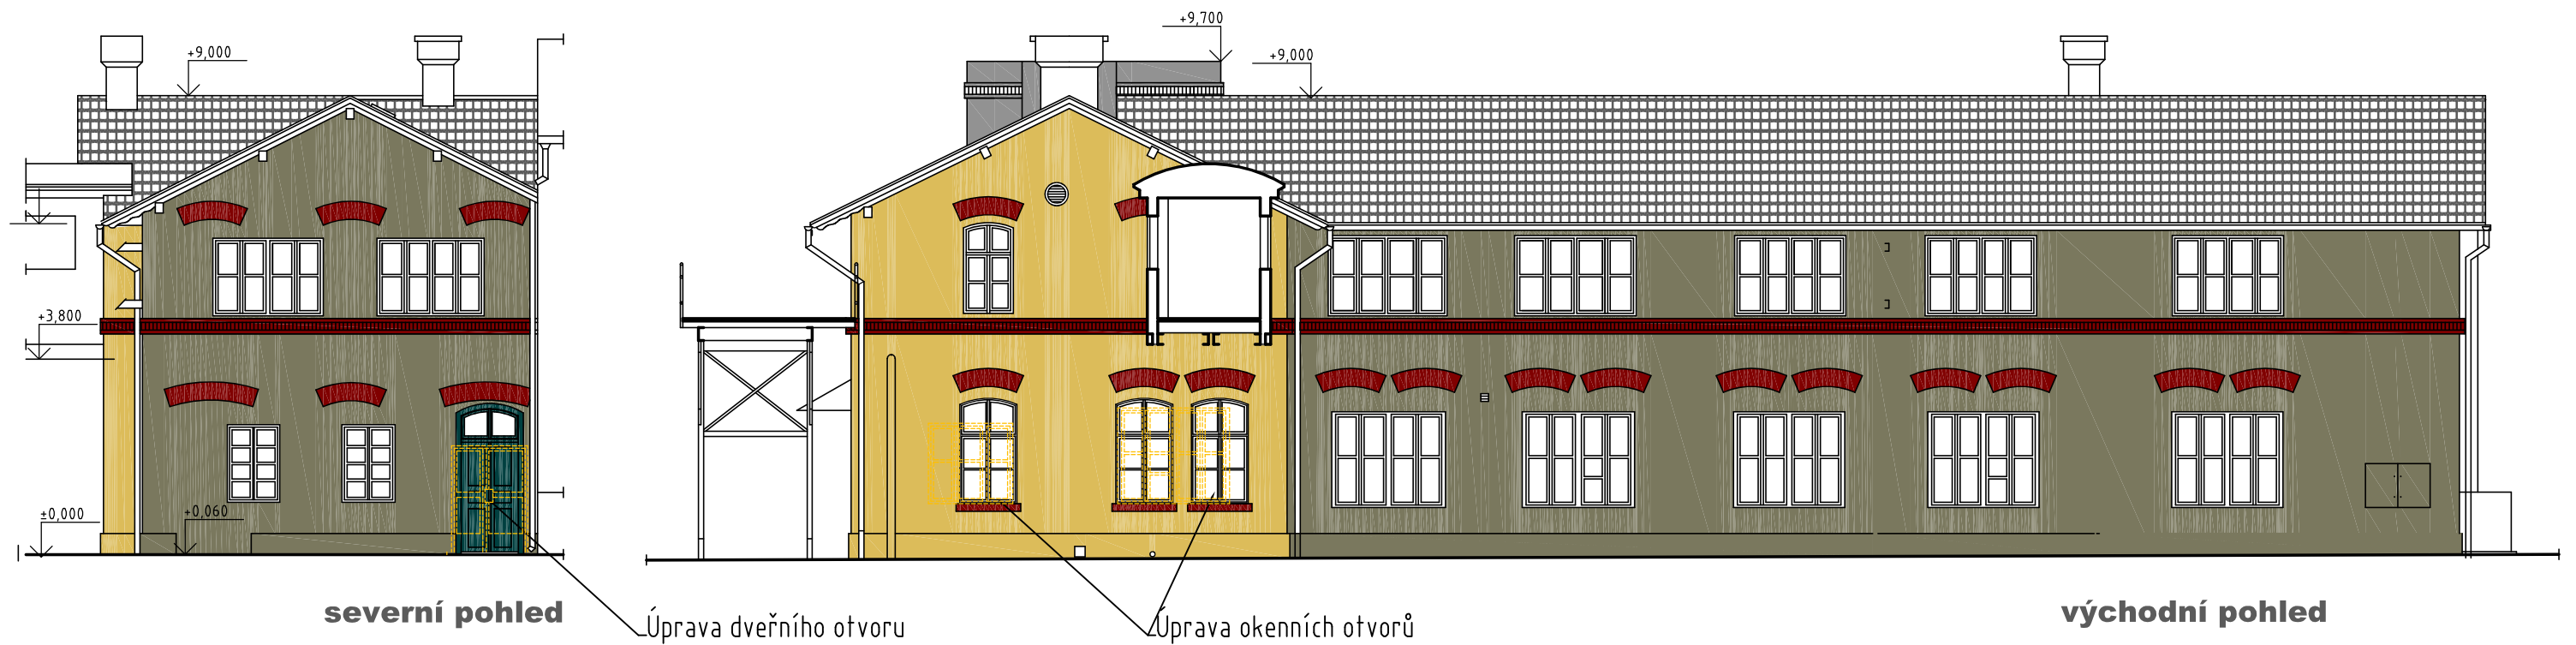 +9,700
+9,000
+9,000
+3,800
±0,000
+0,060
severní pohled
Úprava dveřního otvoru
Úprava okenních otvorů
východní pohled